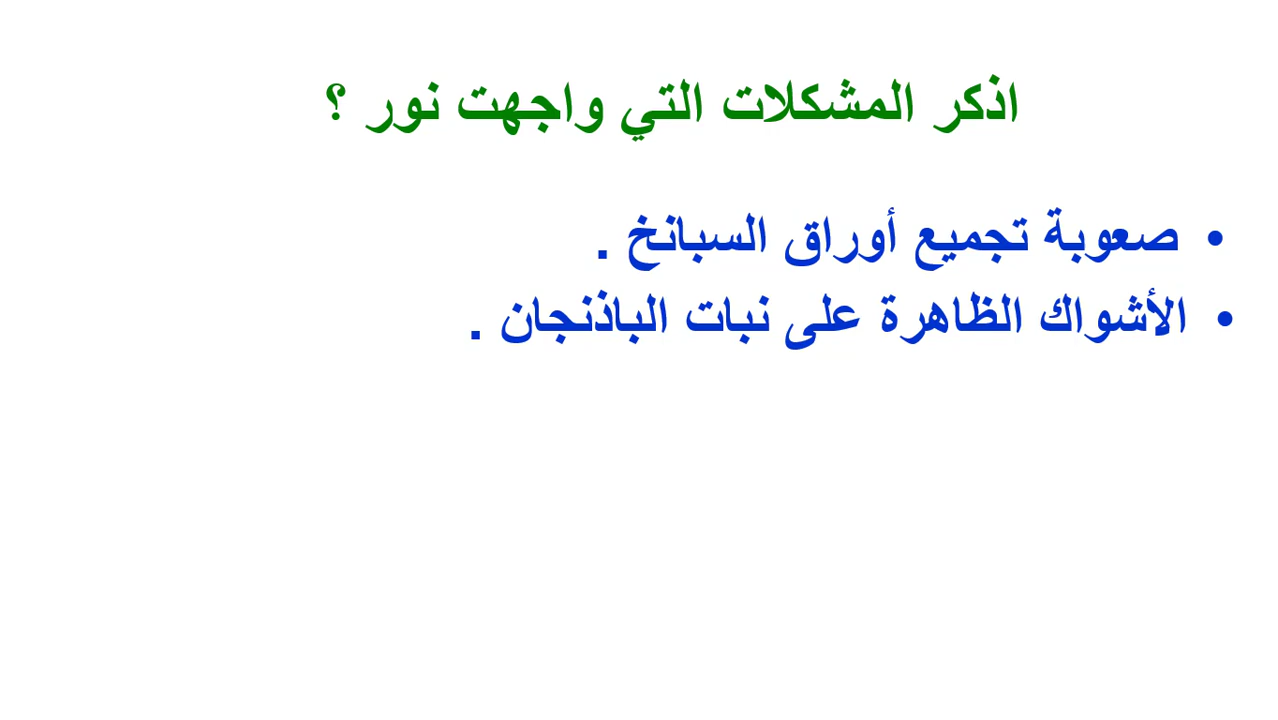 اذكر المشكلات التي واجهت نور ؟
• صعوبة تجميع أوراق السبانخ .
• الأشواك الظاهرة على نبات الباذنجان .